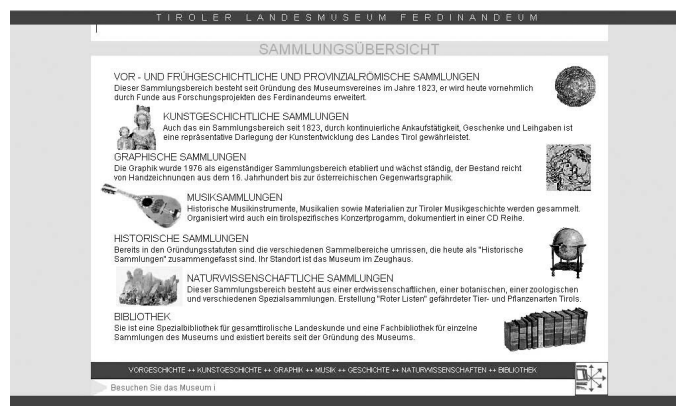 TIROLER LANDESMUSEUM FERDINANDEUM
SAMMLUNGSÜBERSICHT
VOR - UND FRÜHGESCHICHTLICHE UND PROVINZIALRÖMISCHE SAMMLUNGEN
Dieser Sammlungsbereich besteht seit Gründung des Museumsvereines im Jahre 1823, er wird heute vornehmlich
durch Funde aus Forschungsprojekten des Ferdinandeums erweitert.
KUNSTGESCHICHTLICHE SAMMLUNGEN
Auch das ein Sammlungsbereich seit 1823, durch kontinuierliche Ankaufstätigkeit, Geschenke und Leihgaben ist
eine repräsentative Darlegung der Kunstentwicklung des Landes Tirol gewährleistet.
GRAPHISCHE SAMMLUNGEN
Die Graphik wurde 1976 als eigenständiger Sammlungsbereich etabliert und wächst ständig, der Bestand reicht
von Handzeichnungen aus dem 16. Jahrhundert bis zur österreichischen Gegenwartsgraphik.
MUSIKSAMMLUNGEN
Historische Musikinstrumente, Musikalien sowie Materialien zur Tiroler Musikgeschichte werden gesammelt.
Organisiert wird auch ein tirolspezifisches Konzertprogamm, dokumentiert in einer CD Reihe.
HISTORISCHE SAMMLUNGEN
Bereits in den Gründungsstatuten sind die verschiedenen Sammelbereiche umrissen, die heute als "Historische
Sammlungen" zusammengefasst sind. Ihr Standort ist das Museum im Zeughaus.
NATURWISSENSCHAFTLICHE SAMMLUNGEN
Dieser Sammlungsbereich besteht aus einer erdwissenschaftlichen, einer botanischen, einer zoologischen
und verschiedenen Spezialsammlungen. Erstellung "Roter Listen" gefährdeter Tier- und Pflanzenarten Tirols.
BIBLIOTHEK
Sie ist eine Spezialbibliothek für gesamttirolische Landeskunde und eine Fachbibliothek für einzelne
Sammlungen des Museums und existiert bereits seit der Gründung des Museums.
VORGESCHICHTE ++ KUNSTGESCHICHTE ++ GRAPHIK ++ MUSIK ++ GESCHICHTE ++ NATURWISSENSCHAFTEN ++ BIBLIOTHEK
Besuchen Sie das Museum i